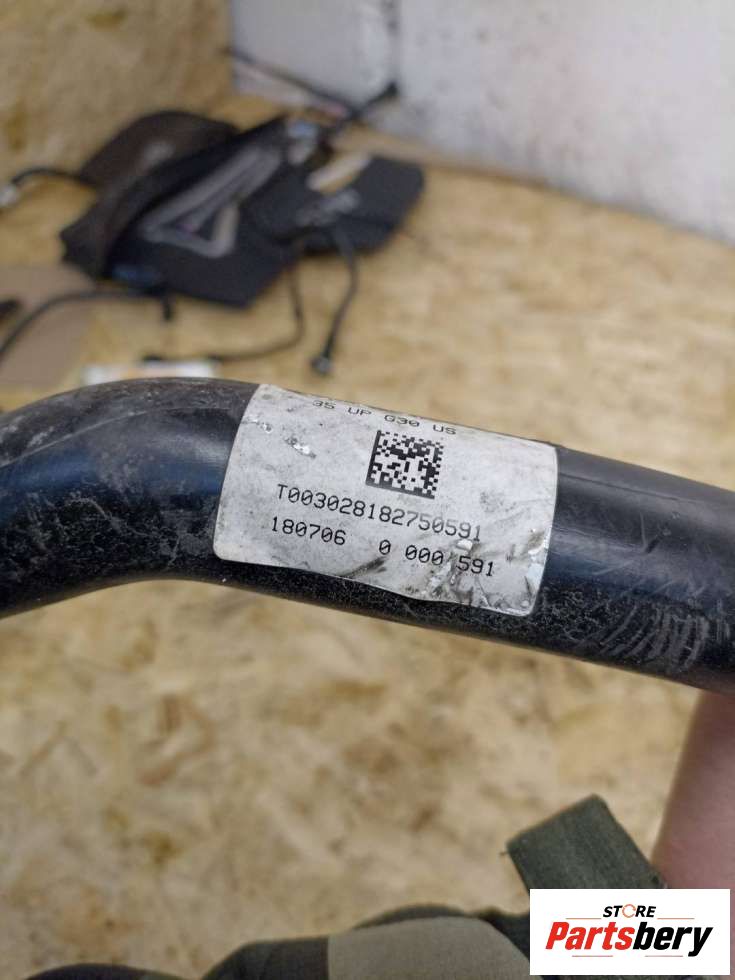 35 UP G30 US
T003028182750591
180706 0 000 591
STORE
Partsbery